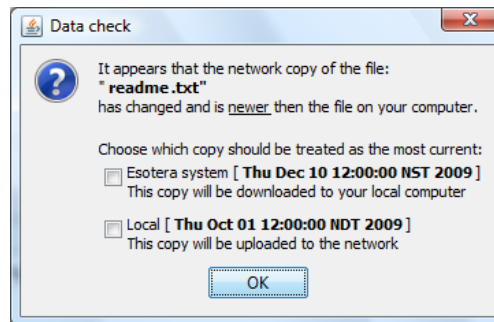 Data check
It appears that the network copy of the file:
" readme.txt"
has changed and is newer then the file on your computer.
Choose which copy should be treated as the most current:
Esotera system [ Thu Dec 10 12:00:00 NST 2009 ]
This copy will be downloaded to your local computer
Local [ Thu Oct 01 12:00:00 NDT 2009 ]
This copy will be uploaded to the network
OK